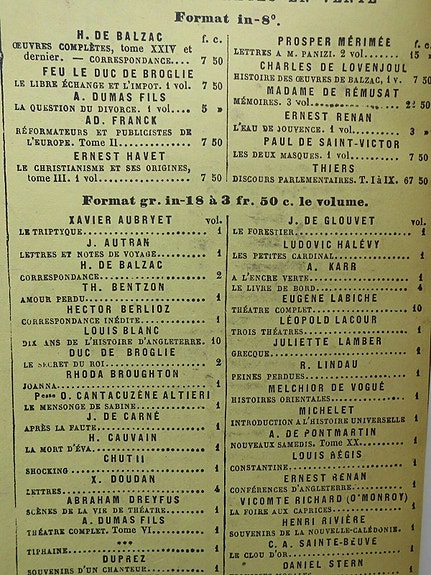 Format in-8°.
H. DE BALZAC f. c.
ŒUVRES COMPLÈTES, tome XXIV et
dernier. — CORRESPONDANCE.... 7 50
FEU LE DUC DE BROGLIE
LE LIBRE ÉCHANGE ET L'IMPOT. 1 vol. 7 50
A. DUMAS FILS
LA QUESTION DU DIVORCE. 1 vol.... 5 »
AD. FRANCK
RÉFORMATEURS ET PUBLICISTES DE
L'EUROPE. Tome II............ 7 50
ERNEST HAVET
LE CHRISTIANISME ET SES ORIGINES,
tome III. 1 vol.............. 7 50
PROSPER MÉRIMÉE f. c.
LETTRES A M. PANIZI. 2 vol....... 15 »
CHARLES DE LOVENJOUL
HISTOIRE DES ŒUVRES DE BALZAC, 1 v. 7 50
MADAME DE RÉMUSAT
MÉMOIRES. 3 vol................ 22 50
ERNEST RENAN
L'EAU DE JOUVENCE. 1 vol........ 3 »
PAUL DE SAINT-VICTOR
LES DEUX MASQUES. 1 vol.......... 7 50
THIERS
DISCOURS PARLEMENTAIRES. T. I à IX. 67 50
Format gr. in-18 à 3 fr. 50 c. le volume.
XAVIER AUBRYET vol.
LE TRIPTYQUE.................... 1
J. AUTRAN
LETTRES ET NOTES DE VOYAGE....... 1
H. DE BALZAC
CORRESPONDANCE.................. 2
TH. BENTZON
AMOUR PERDU..................... 1
HECTOR BERLIOZ
CORRESPONDANCE INÉDITE........... 1
LOUIS BLANC
DIX ANS DE L'HISTOIRE D'ANGLETERRE. 10
DUC DE BROGLIE
LE SECRET DU ROI................. 2
RHODA BROUGHTON
JOANNA.......................... 1
Pesse O. CANTACUZÈNE ALTIERI
LE MENSONGE DE SABINE............ 1
J. DE CARNÉ
APRÈS LA FAUTE................... 1
H. CAUVAIN
LA MORT D'ÉVA.................... 1
CHUT!!
SHOCKING ....................... 1
X. DOUDAN
LETTRES......................... 4
ABRAHAM DREYFUS
SCÈNES DE LA VIE DE THÉATRE....... 1
A. DUMAS FILS
THÉATRE COMPLET. Tome VI......... 1
***
TIPHAINE........................ 1
DUPREZ
SOUVENIRS D'UN CHANTEUR.......... 1
J. DE GLOUVET vol.
LE FORESTIER.................... 1
LUDOVIC HALÉVY
LES PETITES CARDINAL............. 1
A. KARR
A L'ENCRE VERTE.................. 1
LE LIVRE DE BORD................. 4
EUGÈNE LABICHE
THÉATRE COMPLET................. 10
LÉOPOLD LACOUR
TROIS THÉATRES................... 1
JULIETTE LAMBER
GRECQUE......................... 1
R. LINDAU
PEINES PERDUES................... 1
MELCHIOR DE VOGUÉ
HISTOIRES ORIENTALES............. 1
MICHELET
INTRODUCTION A L'HISTOIRE UNIVERSELLE 1
A. DE PONTMARTIN
NOUVEAUX SAMEDIS. Tome XX........ 1
LOUIS RÉGIS
CONSTANTINE..................... 1
ERNEST RENAN
CONFÉRENCES D'ANGLETERRE......... 1
VICOMTE RICHARD (O'MONROY)
LA FOIRE AUX CAPRICES............ 1
HENRI RIVIÈRE
SOUVENIRS DE LA NOUVELLE-CALÉDONIE. 1
C. A. SAINTE-BEUVE
LE CLOU D'OR..................... 1
DANIEL STERN